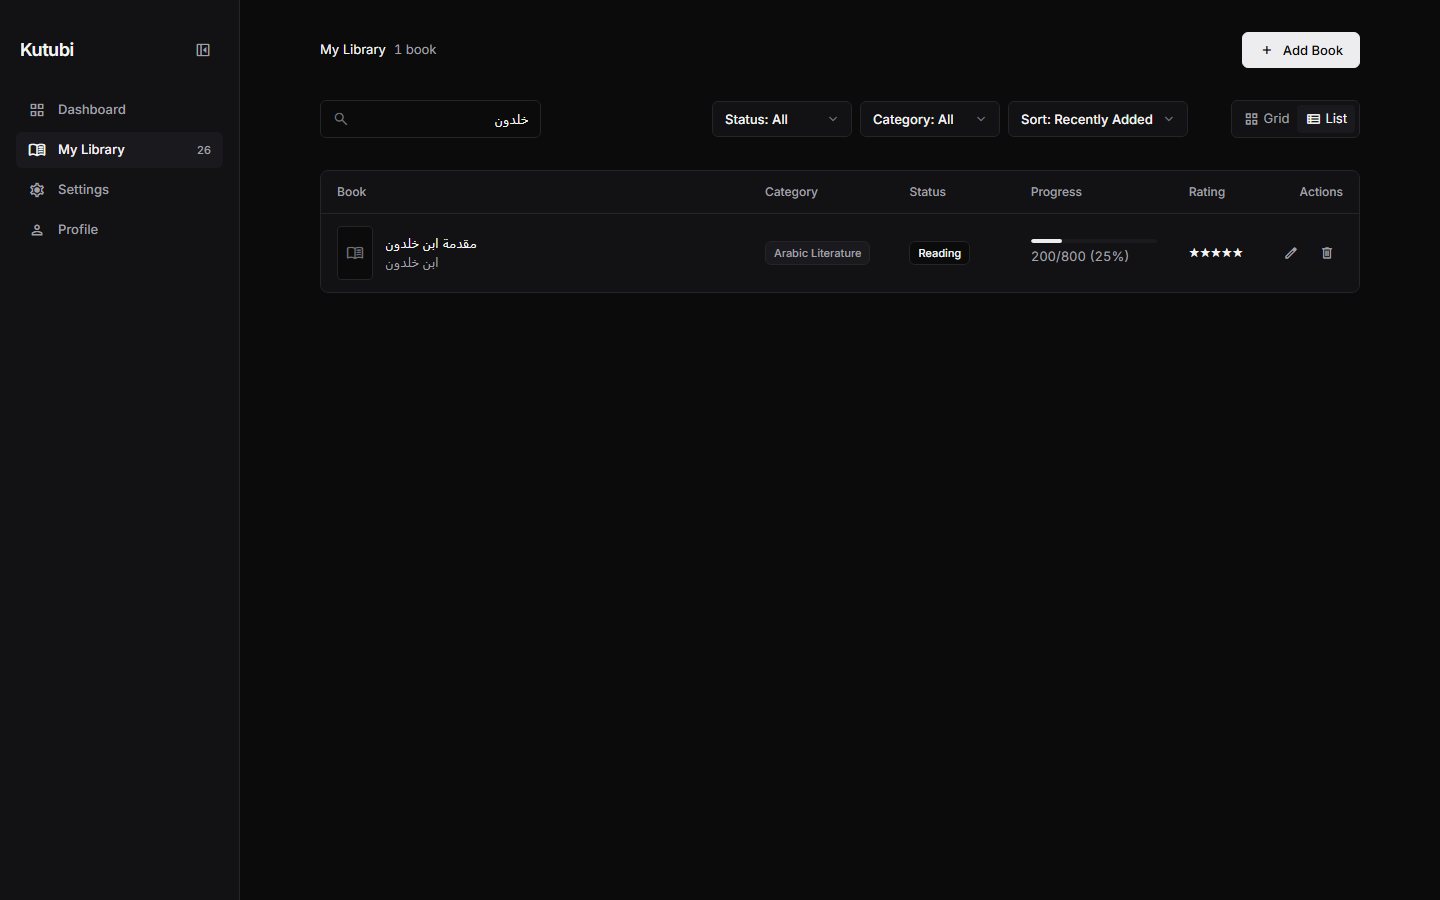 Kutubi
Dashboard
My Library 26
Settings
Profile
My Library 1 book
+ Add Book
خلدون
Status: All
Category: All
Sort: Recently Added
Grid
List
Book Category Status Progress Rating Actions
مقدمة ابن خلدون
ابن خلدون
Arabic Literature
Reading
200/800 (25%)
★★★★★